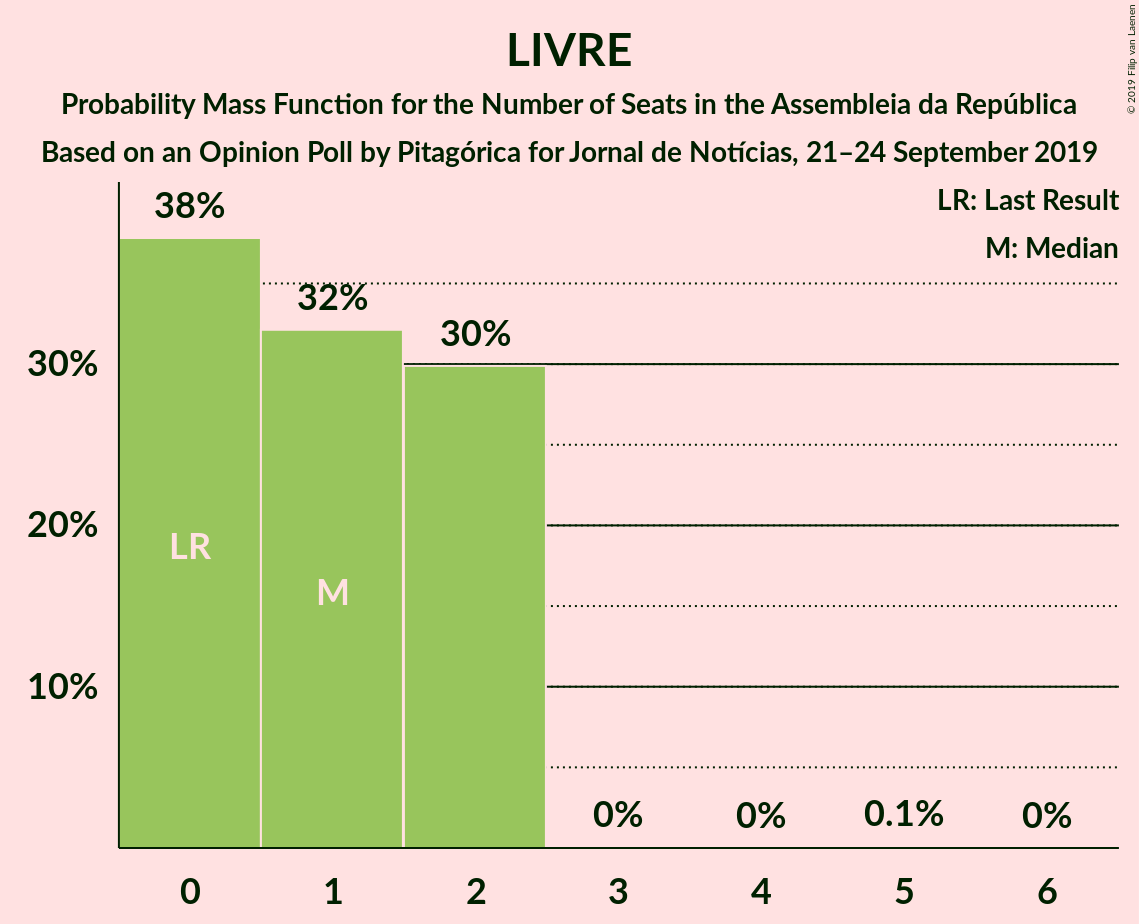 LIVRE
Probability Mass Function for the Number of Seats in the Assembleia da República
Based on an Opinion Poll by Pitagórica for Jornal de Notícias, 21–24 September 2019
© 2019 Filip van Laenen
LR: Last Result
M: Median
38%
32%
30%
30%
20%
10%
LR
M
0%
0%
0.1%
0%
0 1 2 3 4 5 6